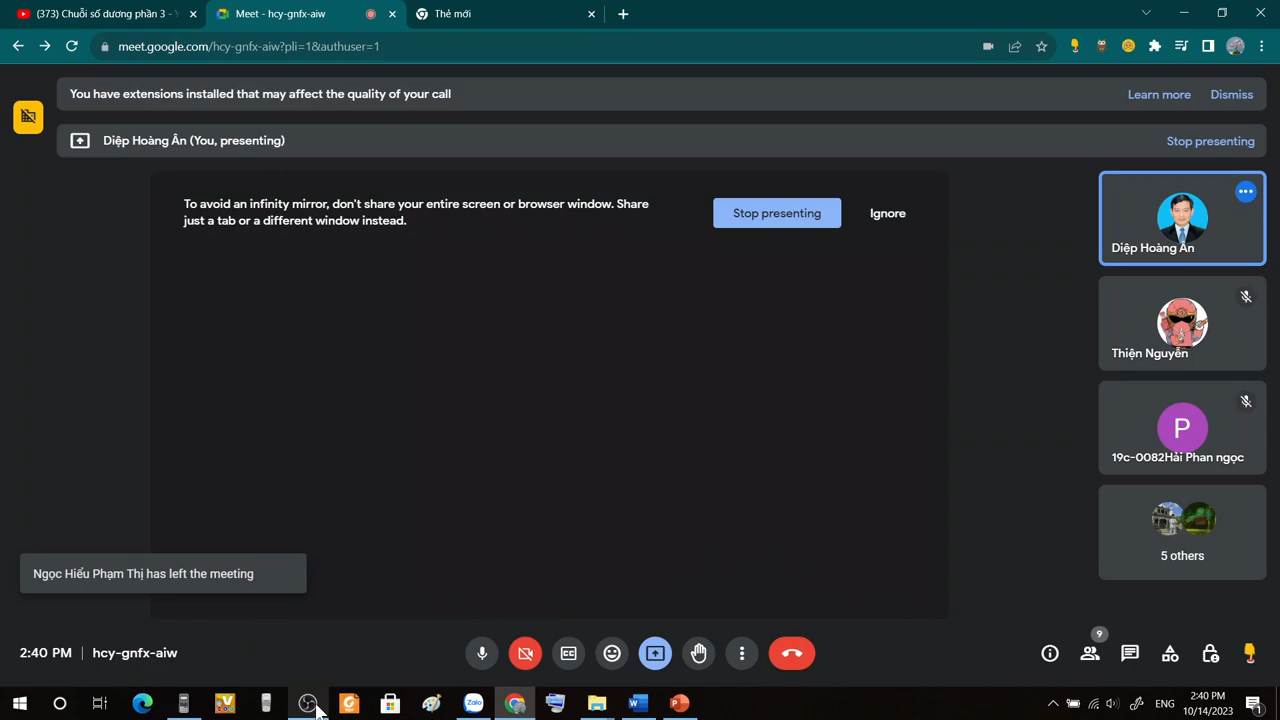 (373) Chuỗi số dương phần 3 - Y
Meet - hcy-gnfx-aiw
Thẻ mới
meet.google.com/hcy-gnfx-aiw?pli=1&authuser=1
You have extensions installed that may affect the quality of your call
Learn more
Dismiss
Diệp Hoàng Ân (You, presenting)
Stop presenting
To avoid an infinity mirror, don't share your entire screen or browser window. Share
just a tab or a different window instead.
Stop presenting
Ignore
Diệp Hoàng Ân
Thiện Nguyễn
P
19c-0082Hải Phan ngọc
5 others
Ngọc Hiểu Phạm Thị has left the meeting
2:40 PM
hcy-gnfx-aiw
9
Zalo
ENG
2:40 PM
10/14/2023
1